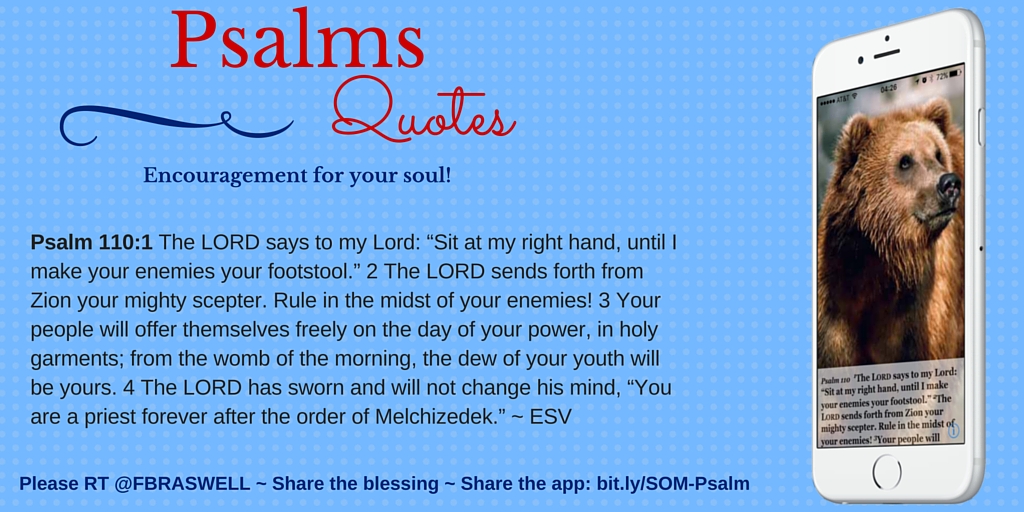 Psalms
Quotes
Encouragement for your soul!
Psalm 110:1 The LORD says to my Lord: “Sit at my right hand, until I
make your enemies your footstool.” 2 The LORD sends forth from
Zion your mighty scepter. Rule in the midst of your enemies! 3 Your
people will offer themselves freely on the day of your power, in holy
garments; from the womb of the morning, the dew of your youth will
be yours. 4 The LORD has sworn and will not change his mind, “You
are a priest forever after the order of Melchizedek.” ~ ESV
Please RT @FBRASWELL ~ Share the blessing ~ Share the app: bit.ly/SOM-Psalm
AT&T 04:26 72%
Psalm 110 ¹The LORD says to my Lord:
“Sit at my right hand, until I make
your enemies your footstool.” ²The
LORD sends forth from Zion your
mighty scepter. Rule in the midst of
your enemies! ³Your people will